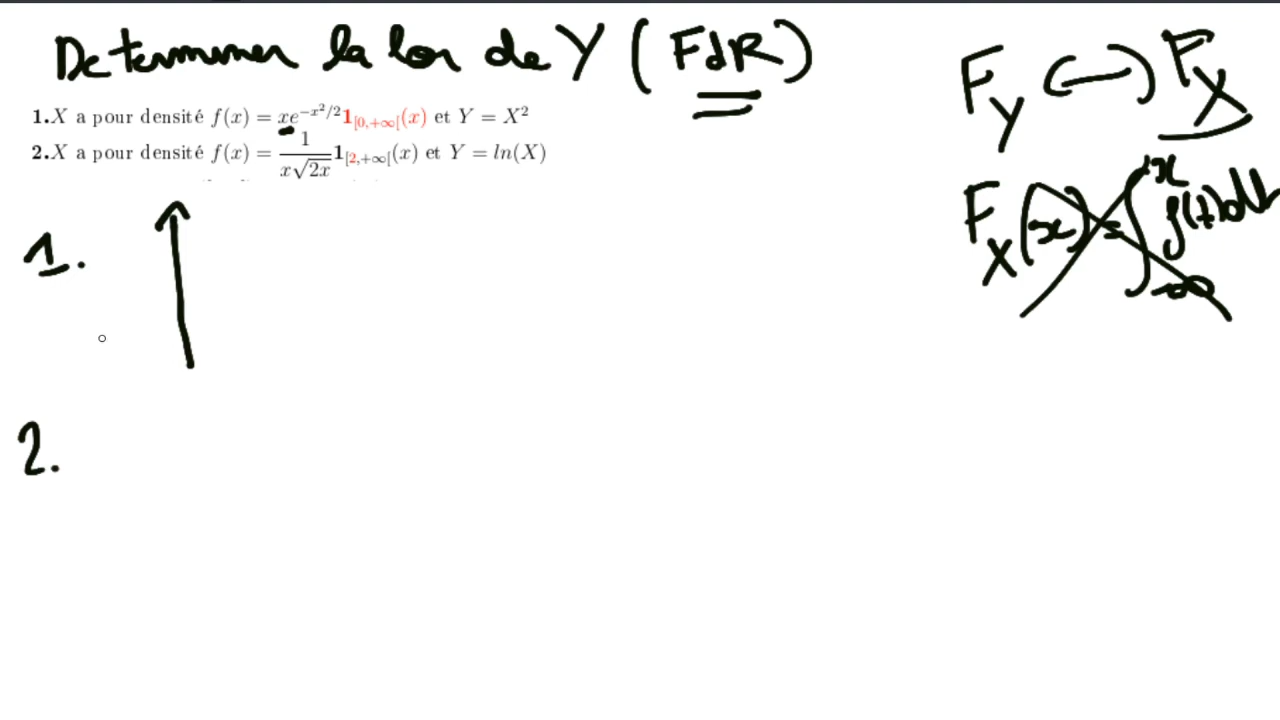 Determiner la loi de Y (FdR)
1.X a pour densité f(x) = xe^{-x²/2}1_{[0,+∞[}(x) et Y = X²
2.X a pour densité f(x) = \frac{1}{x√2x}1_{[2,+∞[}(x) et Y = ln(X)
F_Y ↔ F_X
F_X(x) = ∫_{-∞}^{x} f(t)dt
1.
2.